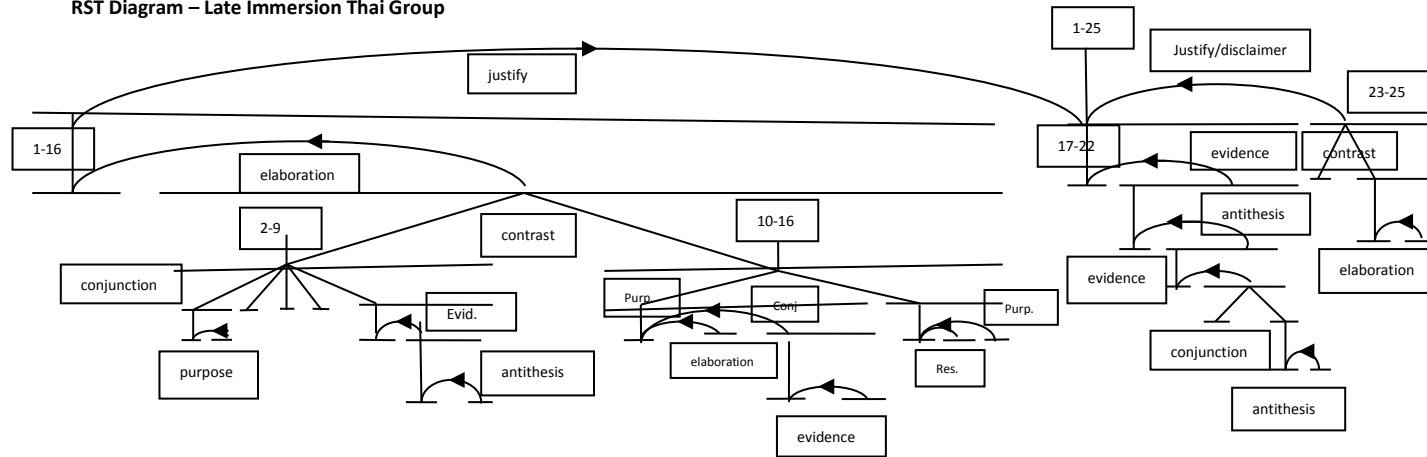 RST Diagram – Late Immersion Thai Group
1-25
justify
Justify/disclaimer
23-25
1-16
17-22
evidence
contrast
elaboration
antithesis
2-9
10-16
contrast
evidence
elaboration
conjunction
Purp.
Conj
Purp.
Evid.
purpose
antithesis
elaboration
Res.
conjunction
antithesis
evidence